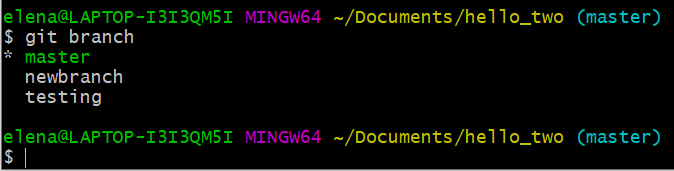 elena@LAPTOP-I3I3QM5I MINGW64 ~/Documents/hello_two (master)
$ git branch
* master
  newbranch
  testing

elena@LAPTOP-I3I3QM5I MINGW64 ~/Documents/hello_two (master)
$